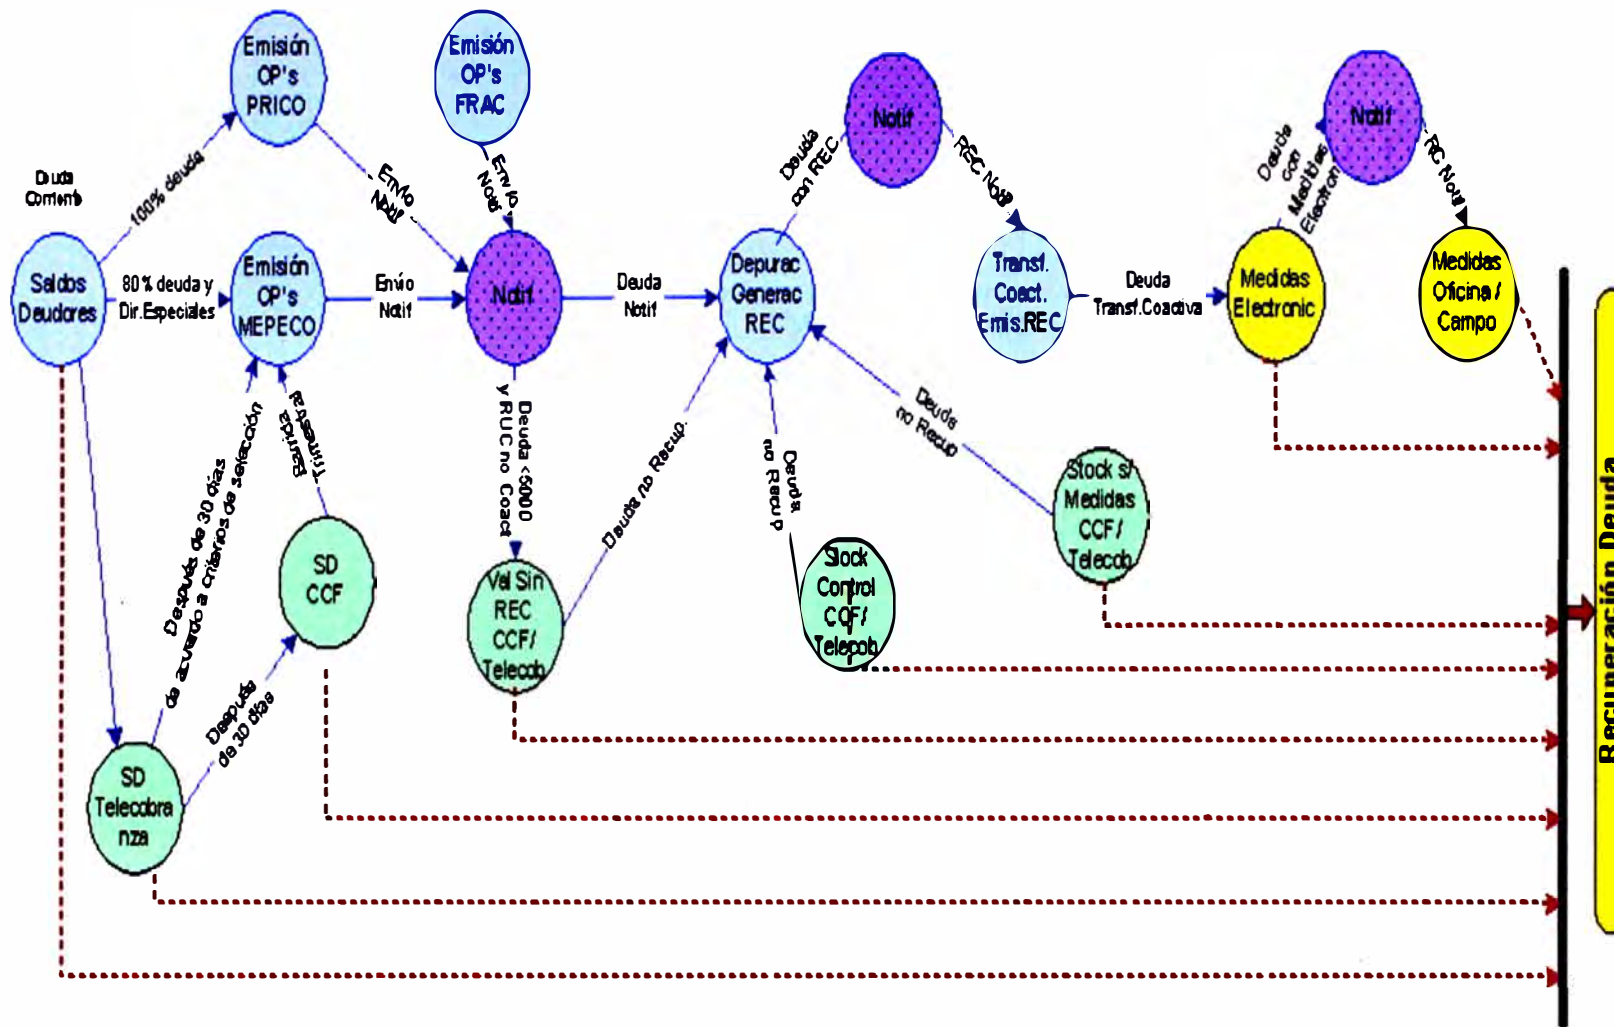 Emisión
OP's
PRICO
Emisión
OP's
FRAC
Notif
Notif
Deuda
Corriente
100% deuda
Envío
Notif
Envío
Notif
Deuda
con REC
REC Notif
Deuda
con
Medidas
Electron
RC Notif
Saldos
Deudores
80% deuda y
Dir.Especiales
Emisión
OP's
MEPECO
Envío
Notif
Notif
Deuda
Notif
Depurac
Generac
REC
Transf.
Coact.
Emis.REC
Deuda
Transf.Coactiva
Medidas
Electronic
Medidas
Oficina /
Campo
Después de 30 días
de acuerdo a criterios de selección
Barrida
Trimestral
Deuda <5000
y RUC no Coact
Deuda no Recup.
Deuda
no Recup
Deuda
no Recup
Stock s/
Medidas
CCF/
Telecob
SD
CCF
Val Sin
REC
CCF/
Telecob
Stock
Control
CCF/
Telecob
Después
de 30 días
SD
Telecobra
nza
Recuperación Deuda